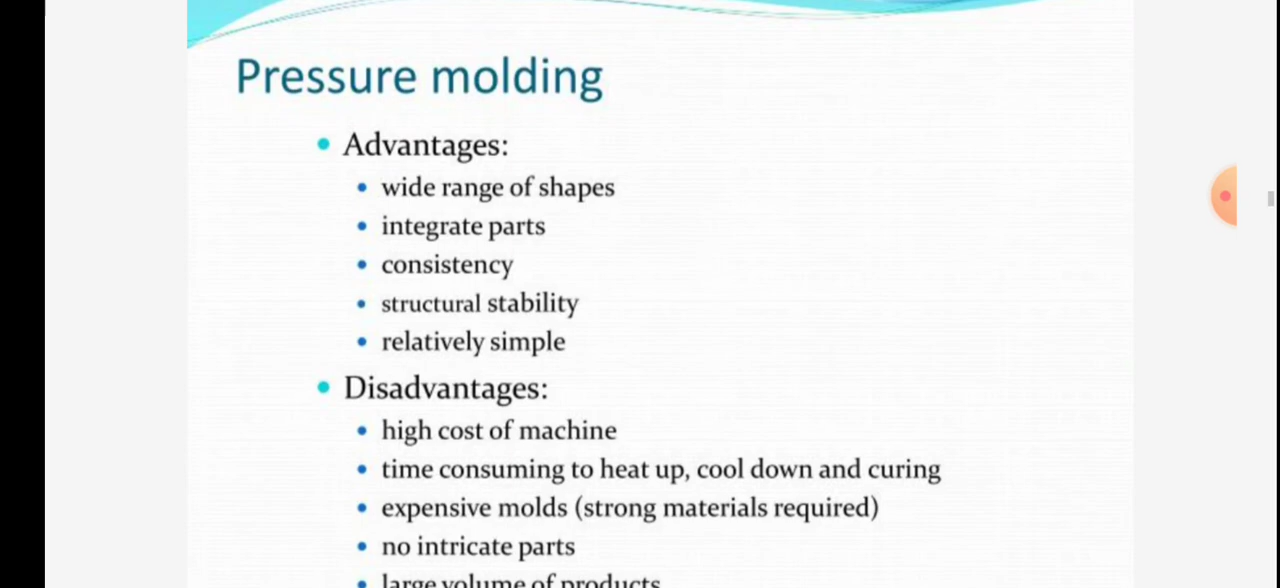 Pressure molding
Advantages:
wide range of shapes
integrate parts
consistency
structural stability
relatively simple
Disadvantages:
high cost of machine
time consuming to heat up, cool down and curing
expensive molds (strong materials required)
no intricate parts
large volume of products